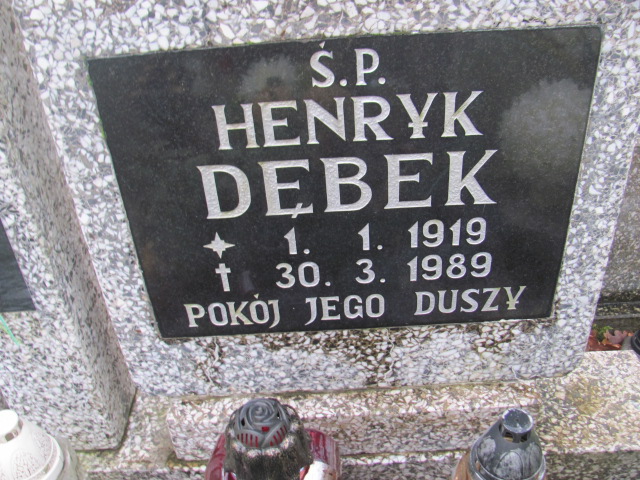 Ś.P.
HENRYK
DĘBEK
1. 1. 1919
30. 3. 1989
POKÓJ JEGO DUSZY